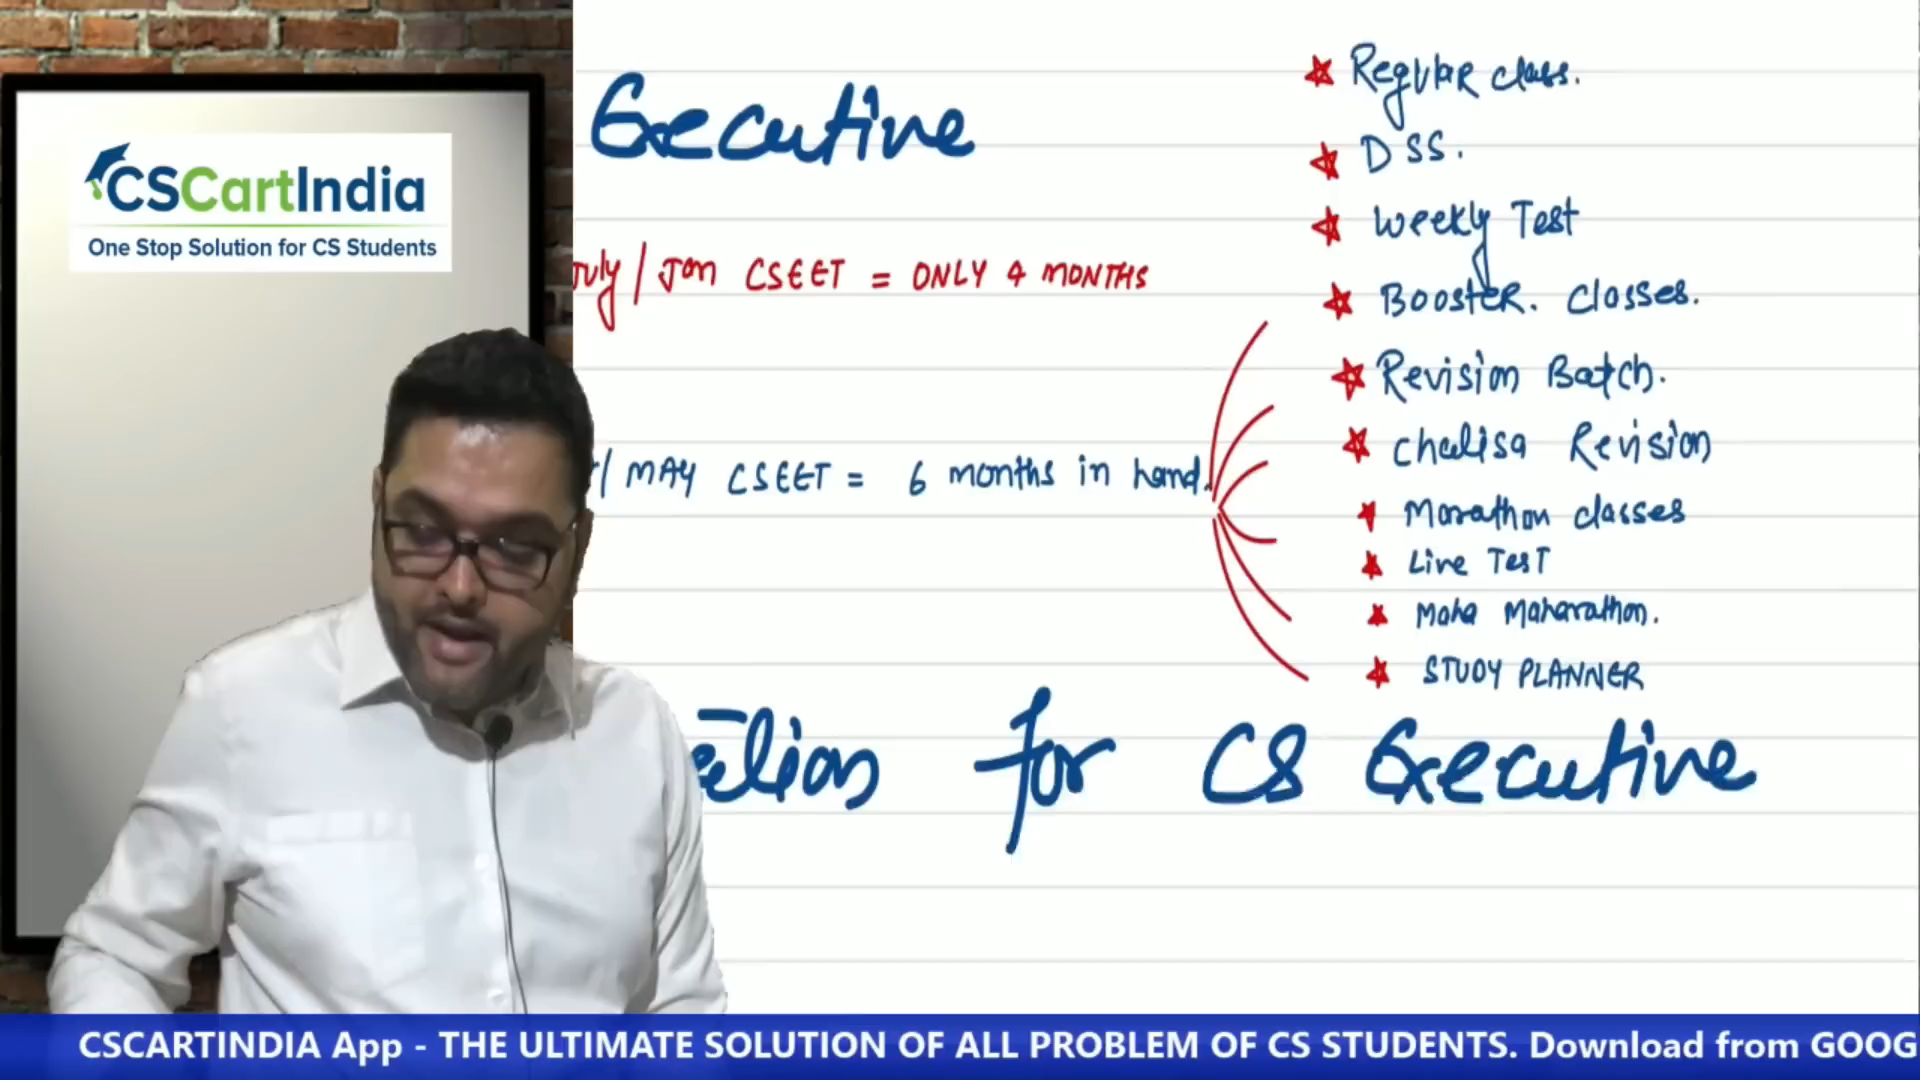 CSCartIndia
One Stop Solution for CS Students
Executive
July / Jan CSEET = ONLY 4 MONTHS
/ MAY CSEET = 6 months in hand.
Regular class.
DSS.
Weekly Test
Booster. Classes.
Revision Batch.
Chalisa Revision
Marathon classes
Live Test
Maha Maharathon.
STUDY PLANNER
for CS Executive
CSCARTINDIA App - THE ULTIMATE SOLUTION OF ALL PROBLEM OF CS STUDENTS. Download from GOOG